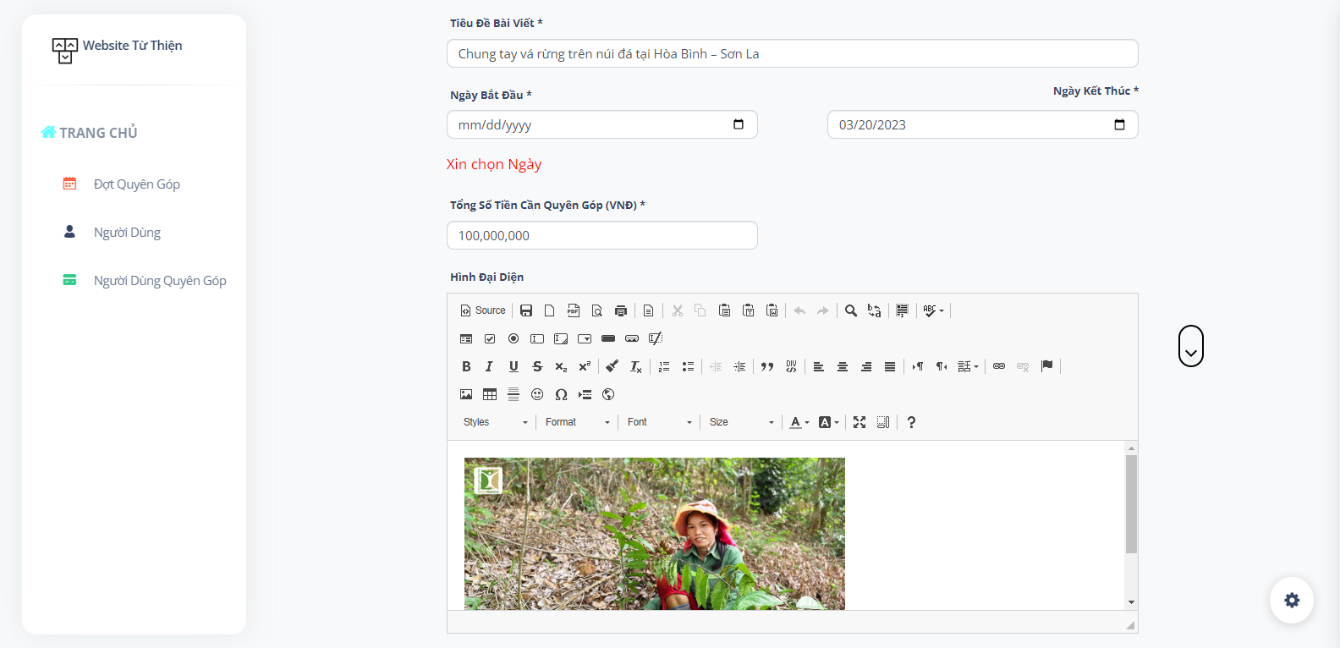 Website Từ Thiện
TRANG CHỦ
Đợt Quyên Góp
Người Dùng
Người Dùng Quyên Góp
Tiêu Đề Bài Viết *
Chung tay vá rừng trên núi đá tại Hòa Bình – Sơn La
Ngày Bắt Đầu *
Ngày Kết Thúc *
mm/dd/yyyy
03/20/2023
Xin chọn Ngày
Tổng Số Tiền Cần Quyên Góp (VNĐ) *
100,000,000
Hình Đại Diện
Source
Styles Format Font Size